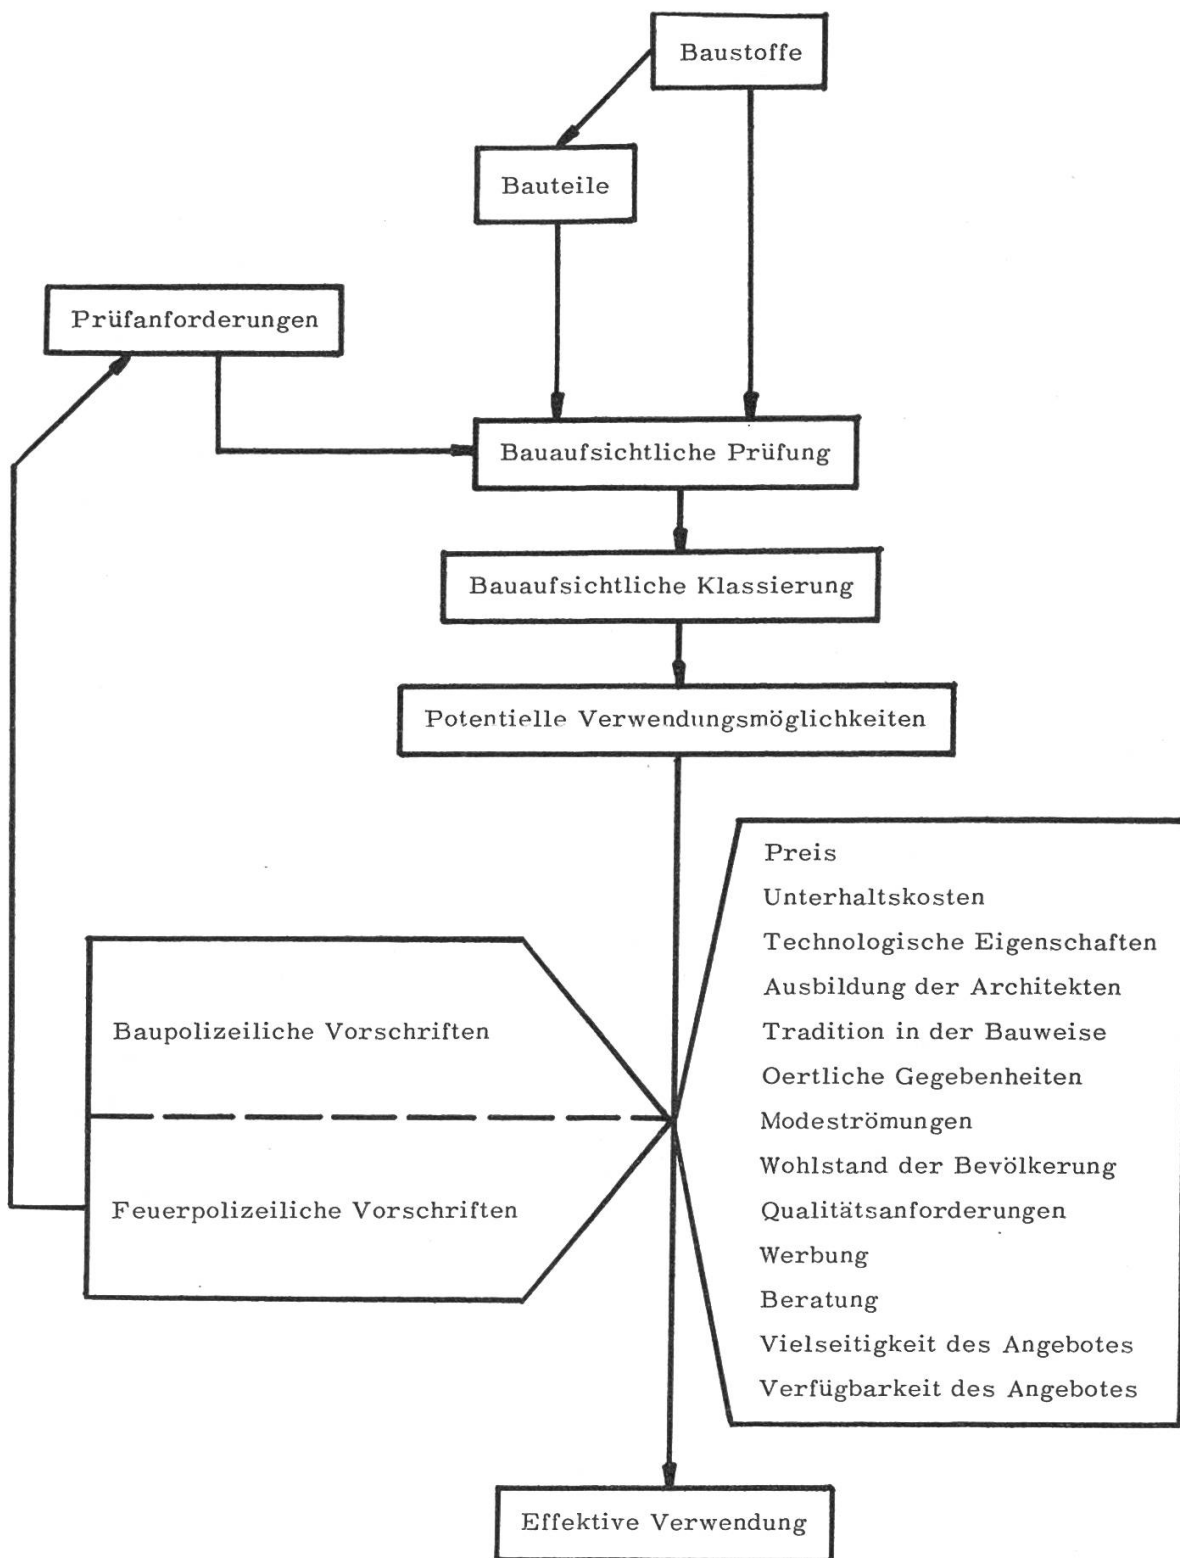 Baustoffe
Bauteile
Prüfanforderungen
Bauaufsichtliche Prüfung
Bauaufsichtliche Klassierung
Potentielle Verwendungsmöglichkeiten
Preis
Unterhaltskosten
Technologische Eigenschaften
Ausbildung der Architekten
Tradition in der Bauweise
Oertliche Gegebenheiten
Modeströmungen
Wohlstand der Bevölkerung
Qualitätsanforderungen
Werbung
Beratung
Vielseitigkeit des Angebotes
Verfügbarkeit des Angebotes
Baupolizeiliche Vorschriften
Feuerpolizeiliche Vorschriften
Effektive Verwendung